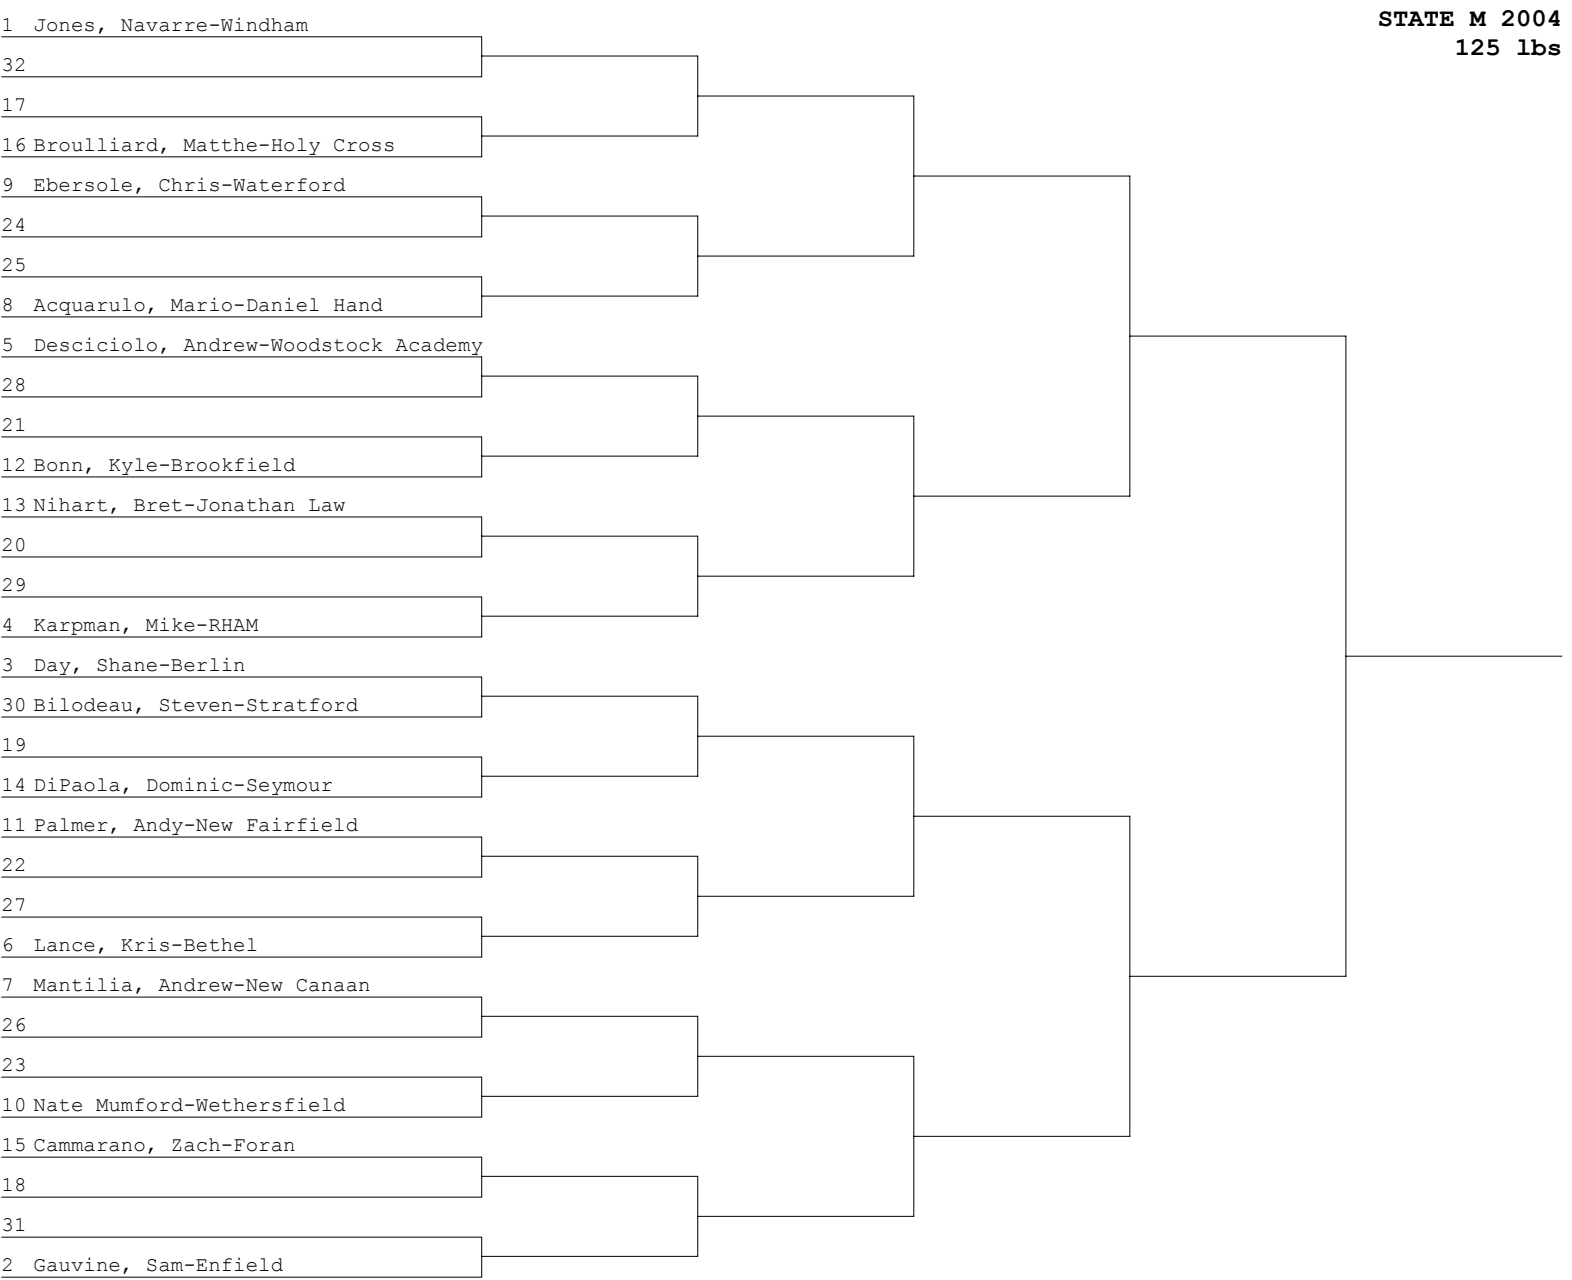 STATE M 2004
125 lbs
1 Jones, Navarre-Windham
32
17
16 Broulliard, Matthe-Holy Cross
9 Ebersole, Chris-Waterford
24
25
8 Acquarulo, Mario-Daniel Hand
5 Desciciolo, Andrew-Woodstock Academy
28
21
12 Bonn, Kyle-Brookfield
13 Nihart, Bret-Jonathan Law
20
29
4 Karpman, Mike-RHAM
3 Day, Shane-Berlin
30 Bilodeau, Steven-Stratford
19
14 DiPaola, Dominic-Seymour
11 Palmer, Andy-New Fairfield
22
27
6 Lance, Kris-Bethel
7 Mantilia, Andrew-New Canaan
26
23
10 Nate Mumford-Wethersfield
15 Cammarano, Zach-Foran
18
31
2 Gauvine, Sam-Enfield